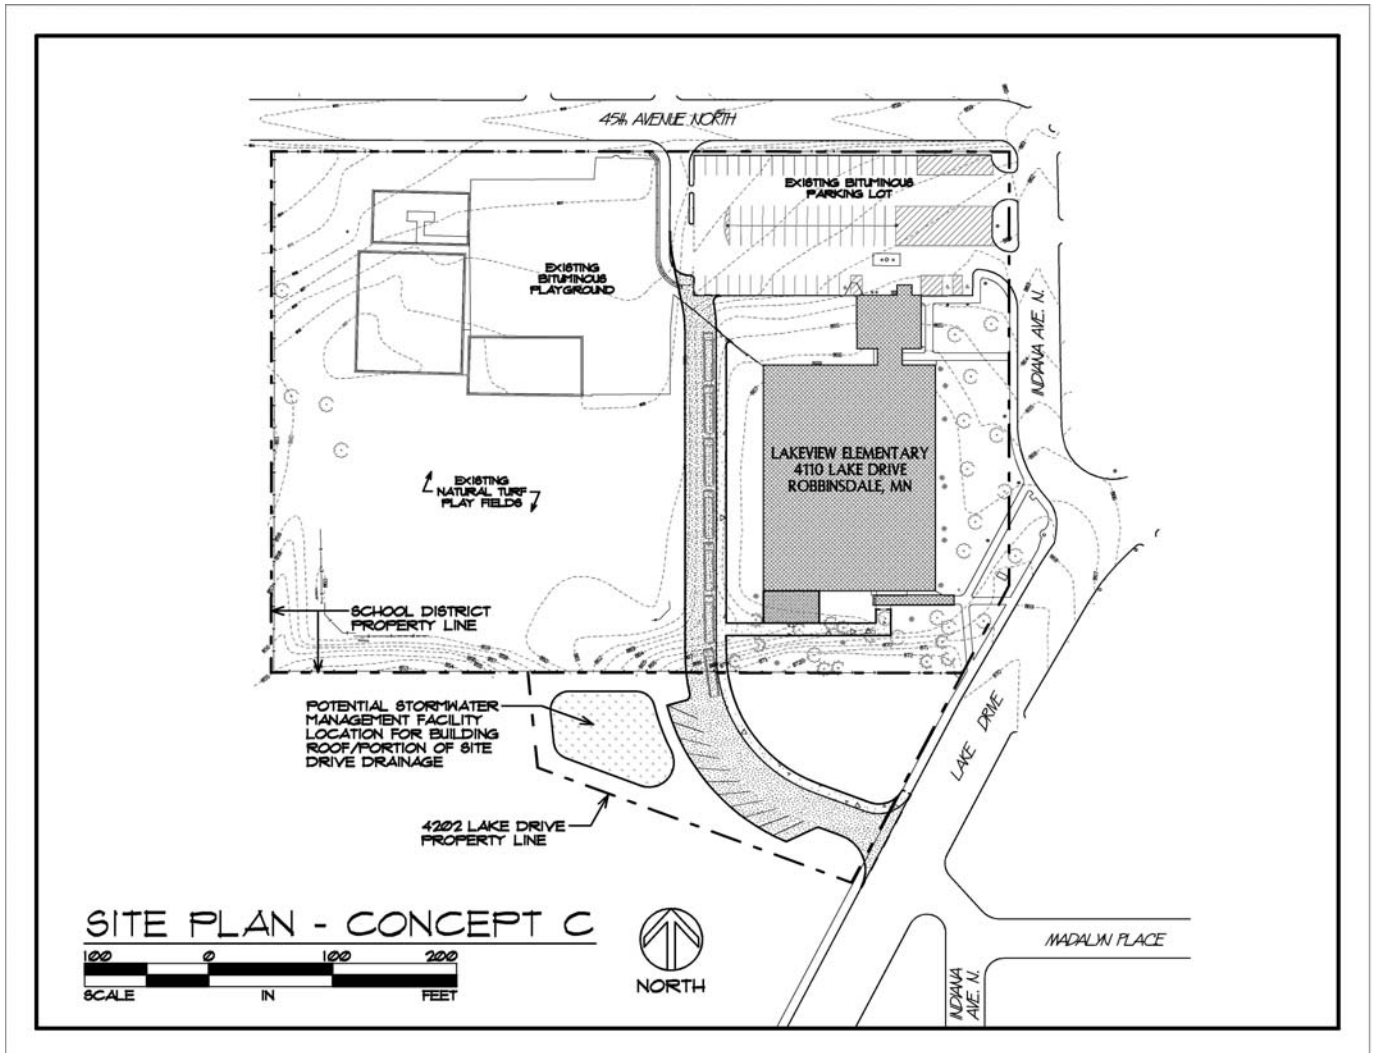 45th AVENUE NORTH
EXISTING BITUMINOUS
PARKING LOT
EXISTING
BITUMINOUS
PLAYGROUND
INDIANA AVE. N.
LAKEVIEW ELEMENTARY
4110 LAKE DRIVE
ROBBINSDALE, MN
EXISTING
NATURAL TURF
PLAY FIELDS
SCHOOL DISTRICT
PROPERTY LINE
POTENTIAL STORMWATER
MANAGEMENT FACILITY
LOCATION FOR BUILDING
ROOF/PORTION OF SITE
DRIVE DRAINAGE
LAKE DRIVE
4202 LAKE DRIVE
PROPERTY LINE
SITE PLAN - CONCEPT C
100 0 100 200
SCALE IN FEET
NORTH
MADALYN PLACE
INDIANA
AVE. N.